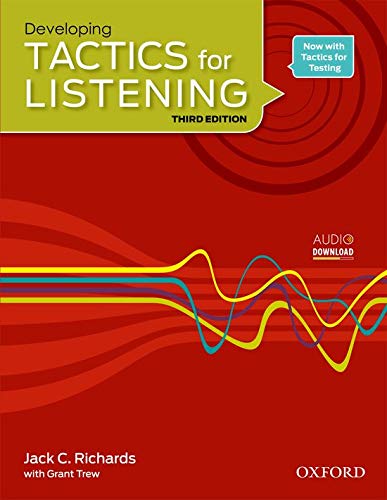 Developing
TACTICS for
LISTENING
THIRD EDITION
Now with
Tactics for
Testing
AUDIO
DOWNLOAD
Jack C. Richards
with Grant Trew
OXFORD